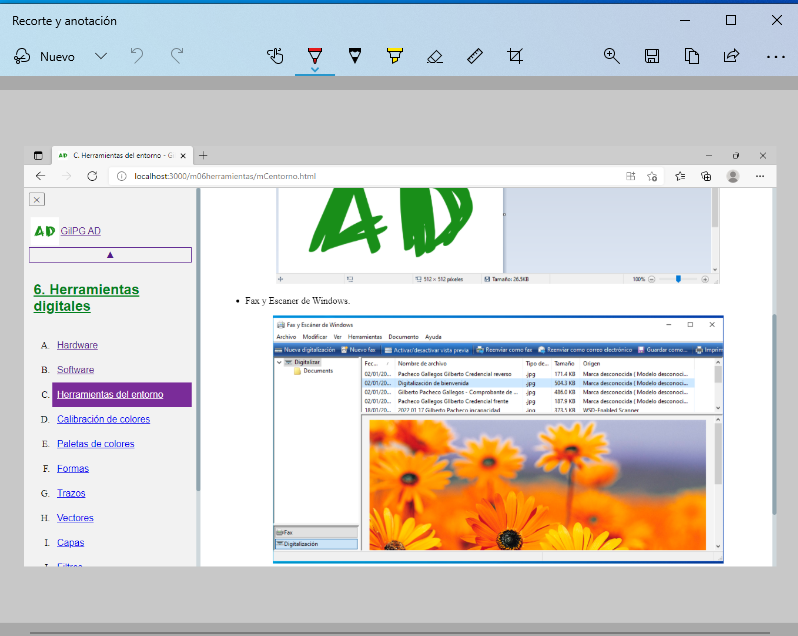 Recorte y anotación
Nuevo
C. Herramientas del entorno - Gi
localhost:3000/m06herramientas/mCentorno.html
AD GilPG AD
6. Herramientas
digitales
A. Hardware
B. Software
C. Herramientas del entorno
D. Calibración de colores
E. Paletas de colores
F. Formas
G. Trazos
H. Vectores
I. Capas
AD
512 × 512 píxeles
Tamaño: 26.5KB
100%
• Fax y Escaner de Windows.
Fax y Escáner de Windows
Archivo Modificar Ver Herramientas Documento Ayuda
Nueva digitalización Nuevo fax Activar/desactivar vista previa Reenviar como fax Reenviar como correo electrónico Guardar como... Imprim
Digitalizar
Documents
Fec... Nombre de archivo Tipo de... Tamaño Origen
02/01/20... Pacheco Gallegos Gilberto Credencial reverso .jpg 171.4 KB Marca desconocida ( Modelo desconoci...
02/01/20... Digitalización de bienvenida .jpg 504.3 KB Marca desconocida ( Modelo desconoci...
02/01/20... Gilberto Pacheco Gallegos - Comprobante de ... .jpg 486.0 KB Marca desconocida ( Modelo desconoci...
02/01/20... Pacheco Gallegos Gilberto Credencial frente .jpg 187.9 KB Marca desconocida ( Modelo desconoci...
18/01/20... 2022 01 17 Gilberto Pacheco incapacidad .jpg 373.5 KB WSD-Enabled Scanner
Fax
Digitalización